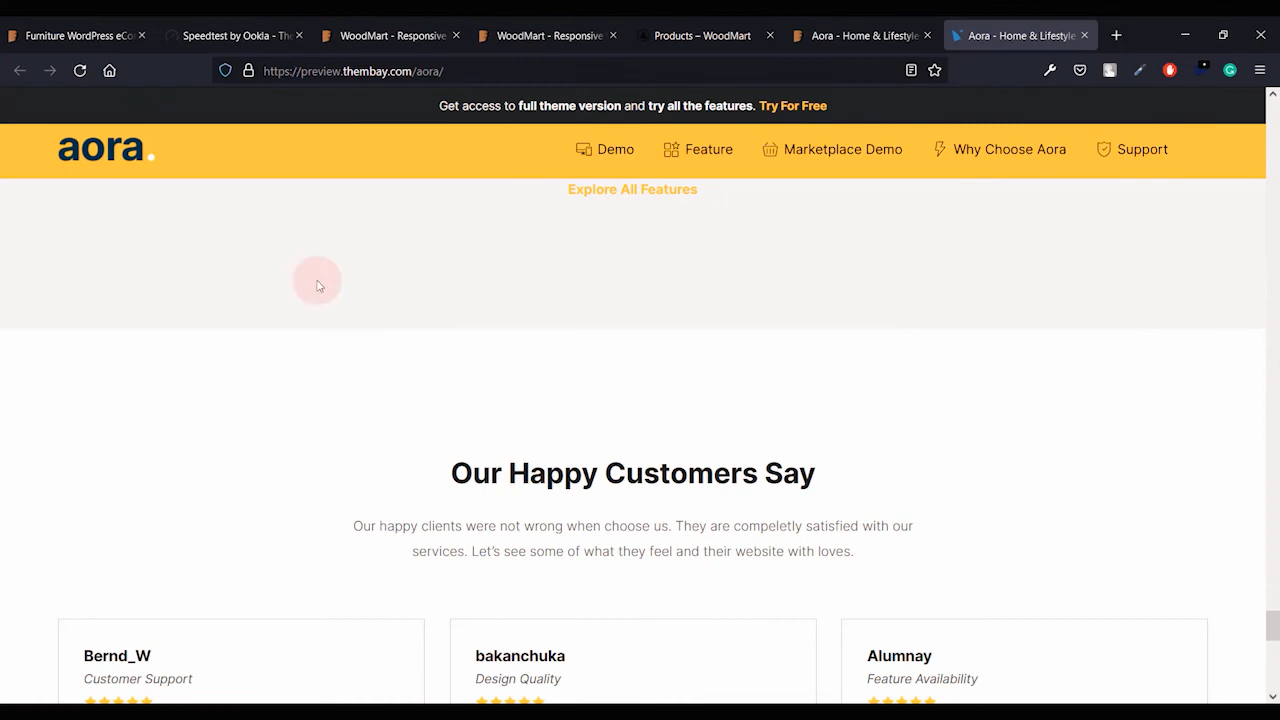 Furniture WordPress eCo
Speedtest by Ookla - The
WoodMart - Responsive
WoodMart - Responsive
Products – WoodMart
Aora - Home & Lifestyle
Aora - Home & Lifestyle
https://preview.thembay.com/aora/
Get access to full theme version and try all the features. Try For Free
aora.
Demo
Feature
Marketplace Demo
Why Choose Aora
Support
Explore All Features
Our Happy Customers Say
Our happy clients were not wrong when choose us. They are compeletly satisfied with our
services. Let's see some of what they feel and their website with loves.
Bernd_W
Customer Support
bakanchuka
Design Quality
Alumnay
Feature Availability